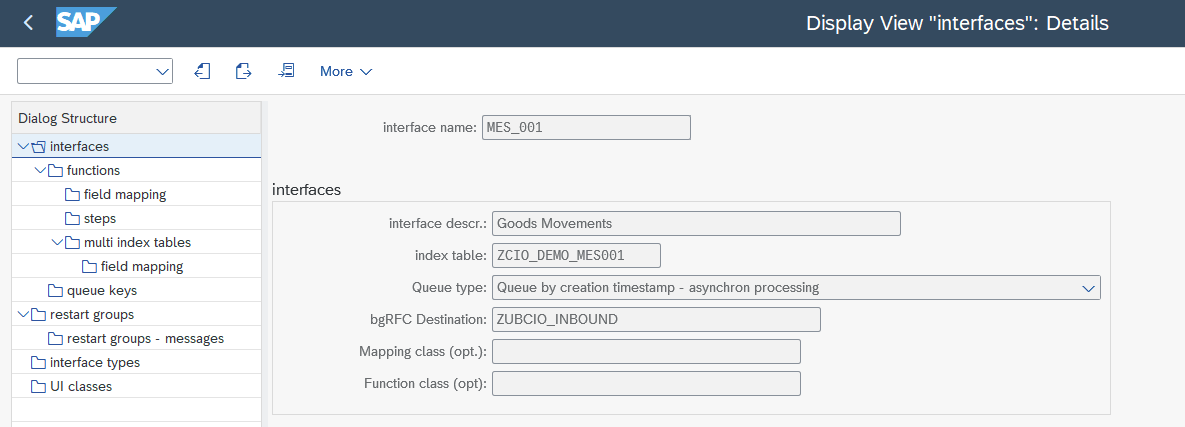 SAP
Display View "interfaces": Details
More
Dialog Structure
interfaces
functions
field mapping
steps
multi index tables
field mapping
queue keys
restart groups
restart groups - messages
interface types
UI classes
interface name: MES_001
interfaces
interface descr.: Goods Movements
index table: ZCIO_DEMO_MES001
Queue type: Queue by creation timestamp - asynchron processing
bgRFC Destination: ZUBCIO_INBOUND
Mapping class (opt.):
Function class (opt):